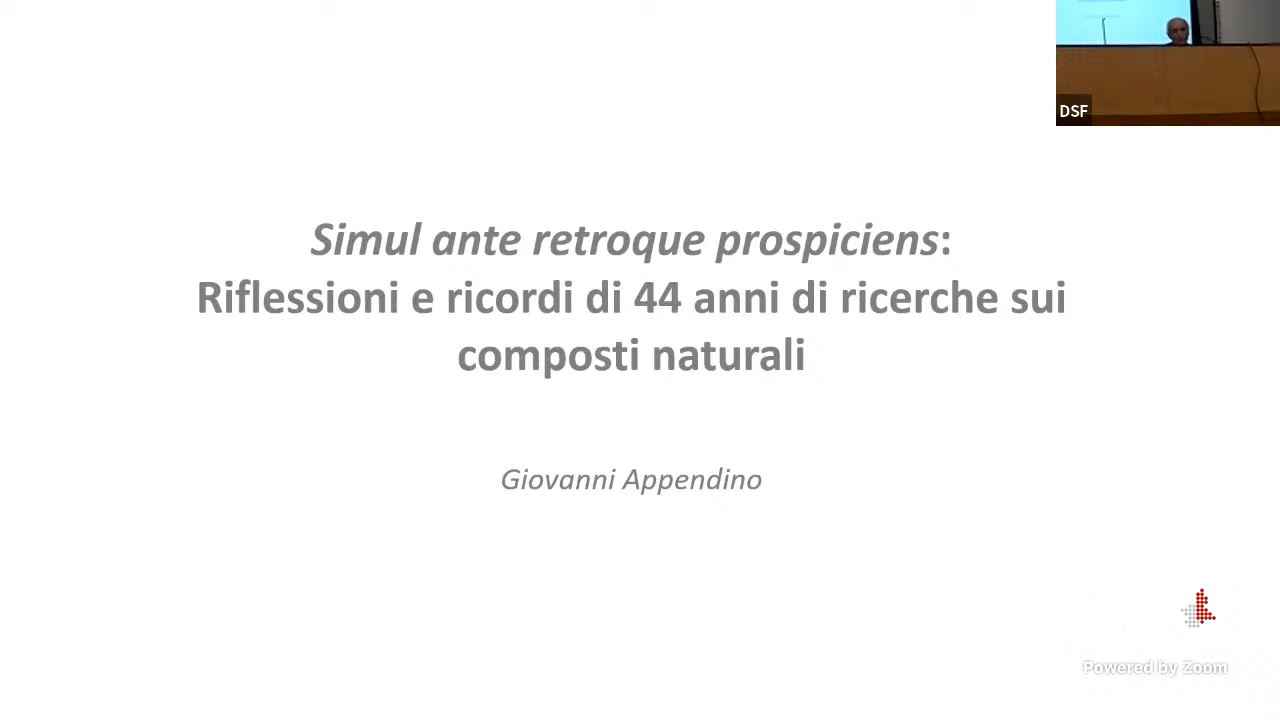 DSF
Simul ante retroque prospiciens:
Riflessioni e ricordi di 44 anni di ricerche sui
composti naturali
Giovanni Appendino
Powered by Zoom